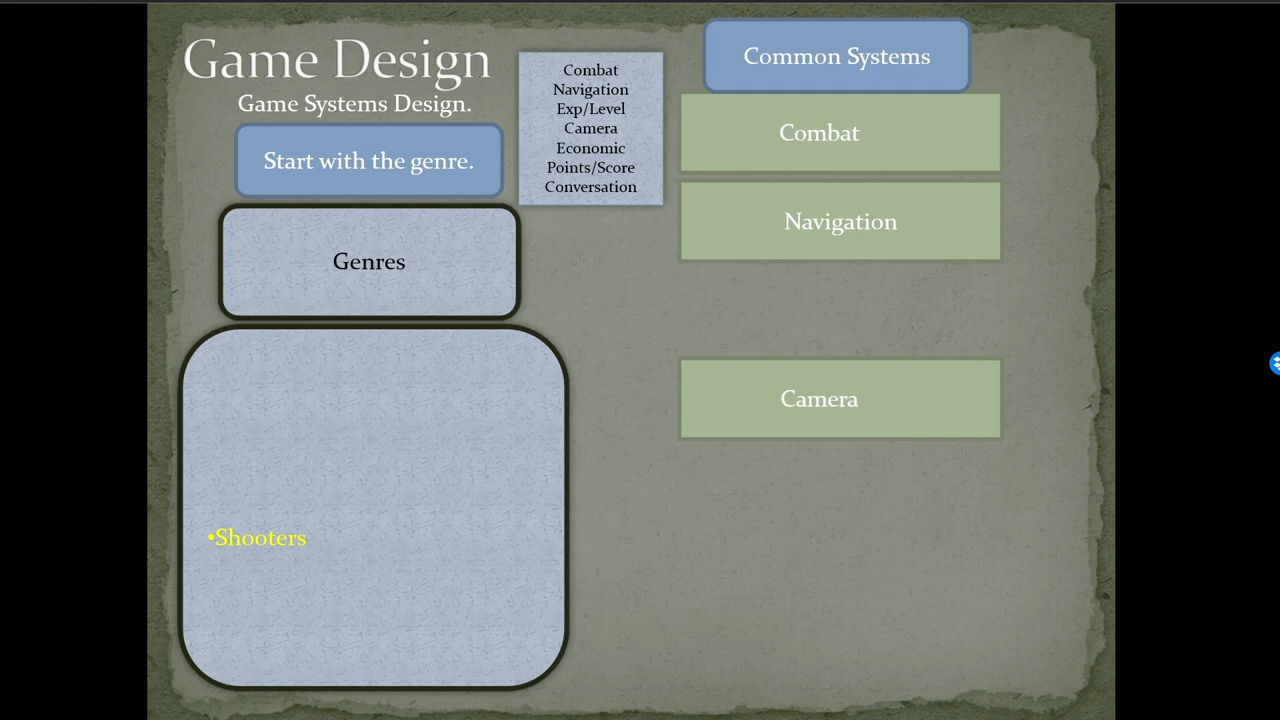 Game Design
Game Systems Design.
Start with the genre.
Genres
•Shooters
Combat
Navigation
Exp/Level
Camera
Economic
Points/Score
Conversation
Common Systems
Combat
Navigation
Camera